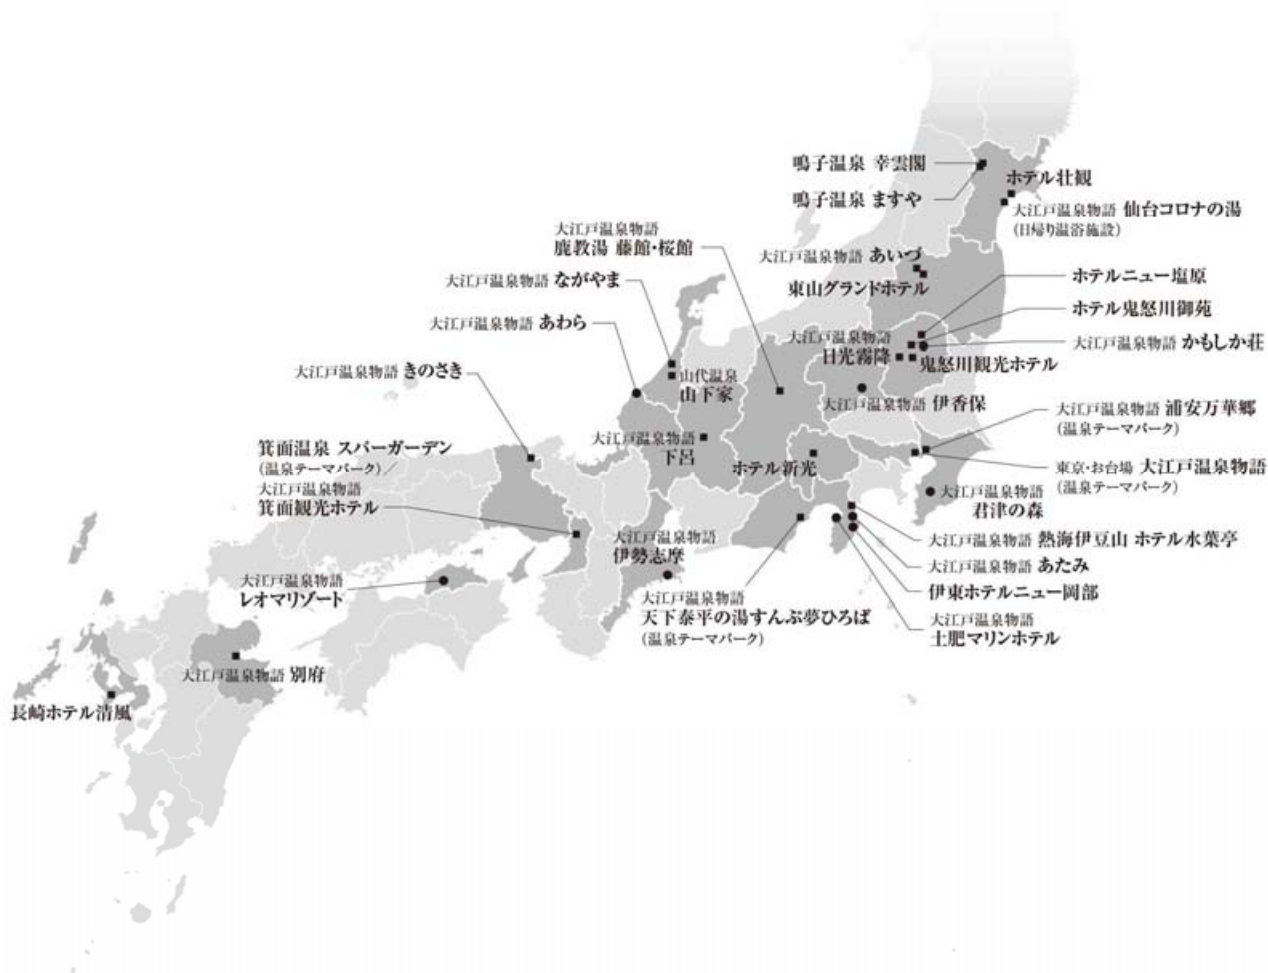 鳴子温泉 幸雲閣
ホテル壮観
鳴子温泉 ますや
大江戸温泉物語 仙台コロナの湯
(日帰り温浴施設)
大江戸温泉物語
鹿教湯 藤館・桜館
大江戸温泉物語 あいづ
東山グランドホテル
ホテルニュー塩原
大江戸温泉物語 ながやま
ホテル鬼怒川御苑
大江戸温泉物語 あわら
大江戸温泉物語
日光霧降
大江戸温泉物語 かもしか荘
鬼怒川観光ホテル
大江戸温泉物語 きのさき
山代温泉
山下家
大江戸温泉物語 伊香保
大江戸温泉物語 浦安万華郷
(温泉テーマパーク)
大江戸温泉物語
下呂
箕面温泉 スパーガーデン
(温泉テーマパーク)／
大江戸温泉物語
箕面観光ホテル
ホテル新光
東京・お台場 大江戸温泉物語
(温泉テーマパーク)
大江戸温泉物語
君津の森
大江戸温泉物語
伊勢志摩
大江戸温泉物語 熱海伊豆山 ホテル水葉亭
大江戸温泉物語 あたみ
大江戸温泉物語
レオマリゾート
伊東ホテルニュー岡部
大江戸温泉物語
天下泰平の湯すんぷ夢ひろば
(温泉テーマパーク)
大江戸温泉物語
土肥マリンホテル
大江戸温泉物語 別府
長崎ホテル清風